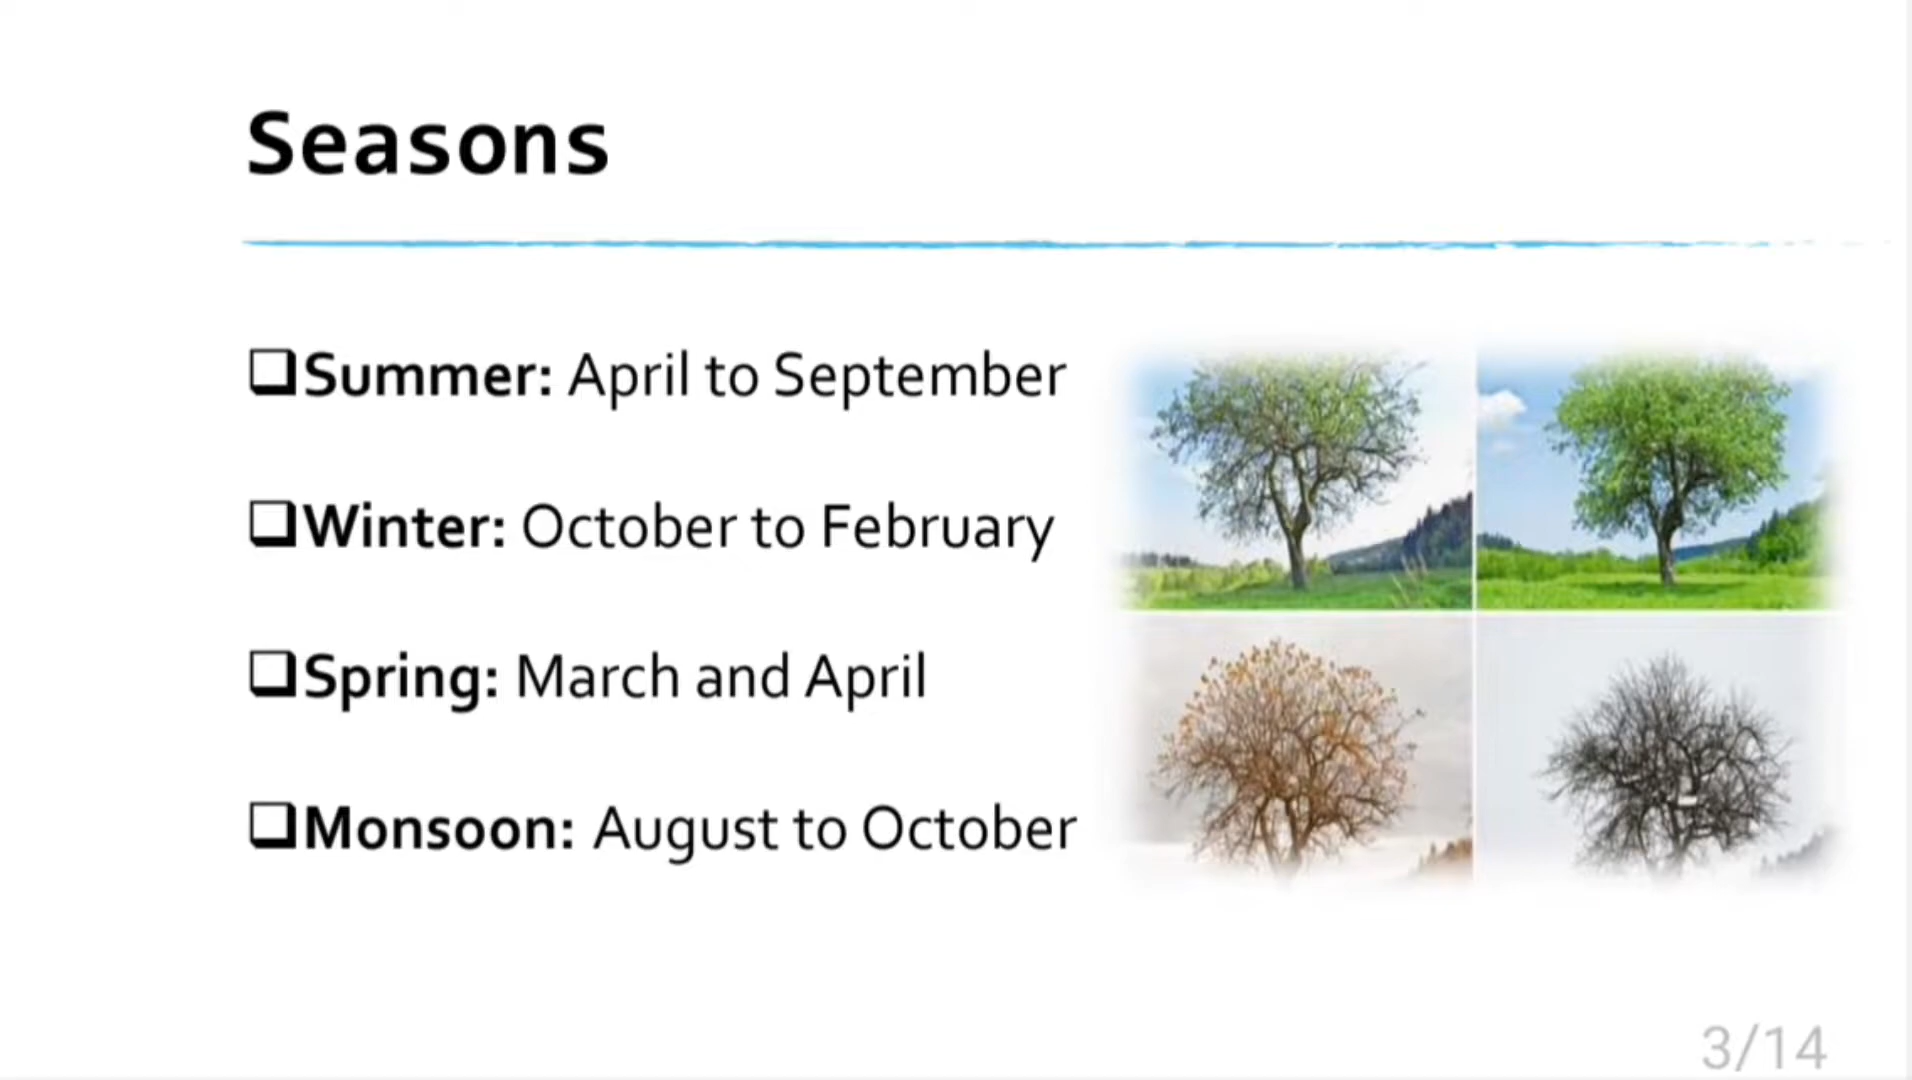 Seasons
❑Summer: April to September
❑Winter: October to February
❑Spring: March and April
❑Monsoon: August to October
3/14